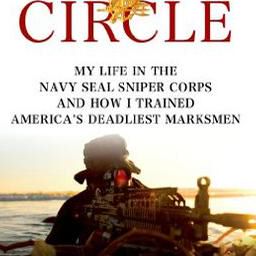 CIRCLE
MY LIFE IN THE
NAVY SEAL SNIPER CORPS
AND HOW I TRAINED
AMERICA'S DEADLIEST MARKSMEN